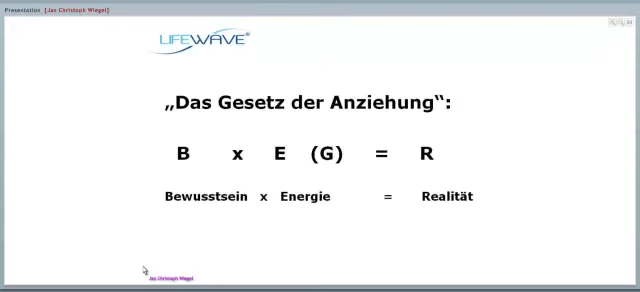 Presentation [Jan Christoph Wiegel]
LIFEWAVE®
„Das Gesetz der Anziehung“:
B x E (G) = R
Bewusstsein x Energie = Realität
Jan Christoph Wiegel